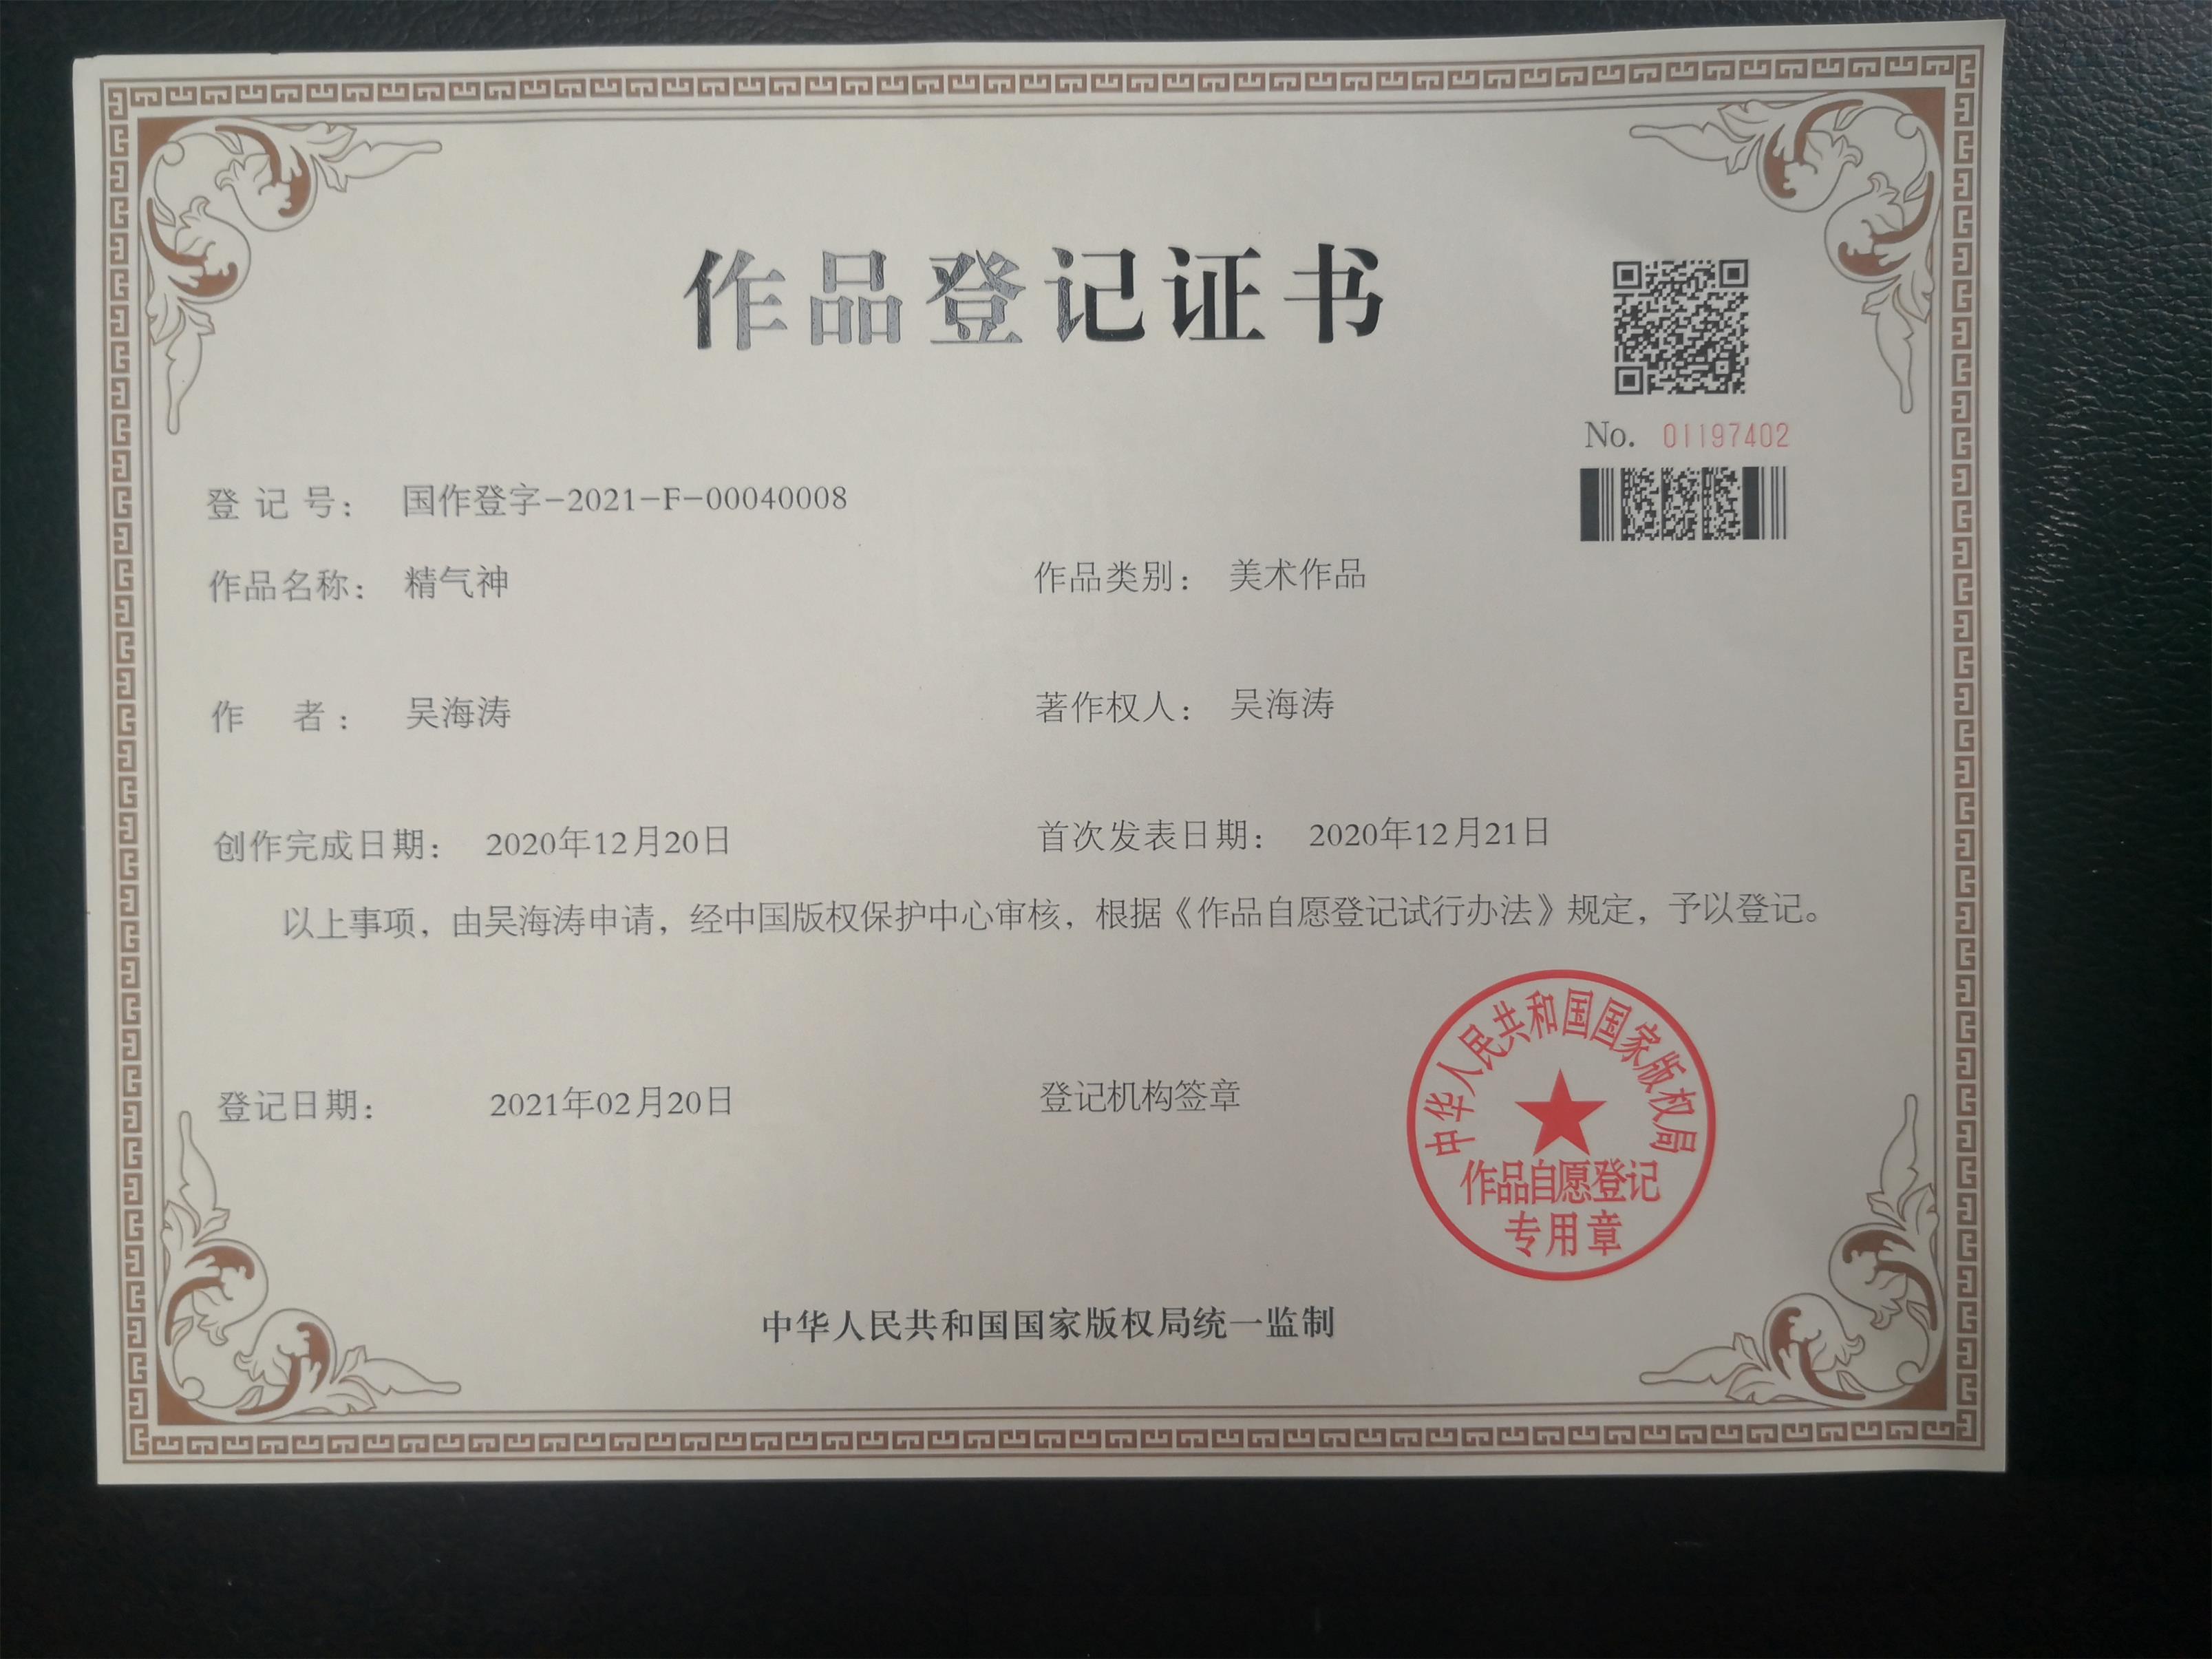 作品登记证书
No. 01197402
登 记 号： 国作登字-2021-F-00040008
作品名称： 精气神 作品类别： 美术作品
作 者： 吴海涛 著作权人： 吴海涛
创作完成日期： 2020年12月20日 首次发表日期： 2020年12月21日
以上事项，由吴海涛申请，经中国版权保护中心审核，根据《作品自愿登记试行办法》规定，予以登记。
登记日期： 2021年02月20日 登记机构签章
中华人民共和国国家版权局
作品自愿登记
专用章
中华人民共和国国家版权局统一监制